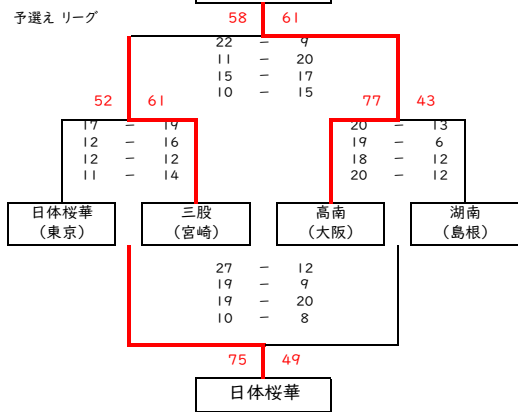 予選え リーグ
58 61
22 - 9
11 - 20
15 - 17
10 - 15
52 61 77 43
17 - 19 20 - 13
12 - 16 19 - 6
12 - 12 18 - 12
11 - 14 20 - 12
日体桜華 三股 高南 湖南
（東京） （宮崎） （大阪） （島根）
27 - 12
19 - 9
19 - 20
10 - 8
75 49
日体桜華